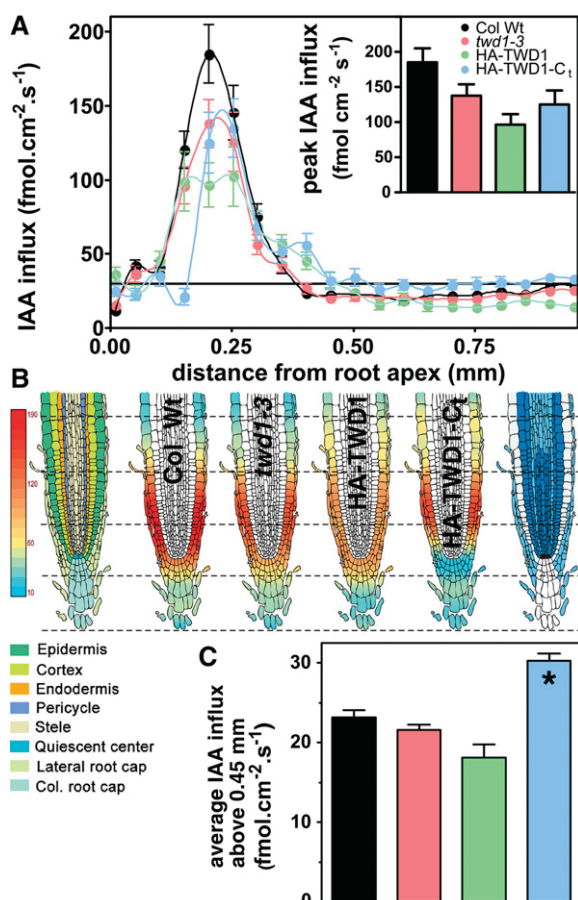 A
IAA influx (fmol.cm⁻².s⁻¹)
200
150
100
50
0
0.00
0.25
0.50
0.75
distance from root apex (mm)
peak IAA influx
(fmol cm⁻² s⁻¹)
200
150
100
50
0
Col Wt
twd1-3
HA-TWD1
HA-TWD1-Ct
B
190
120
60
10
Col Wt
twd1-3
HA-TWD1
HA-TWD1-Ct
Epidermis
Cortex
Endodermis
Pericycle
Stele
Quiescent center
Lateral root cap
Col. root cap
C
average IAA influx
above 0.45 mm
(fmol.cm⁻².s⁻¹)
30
20
10
0
*